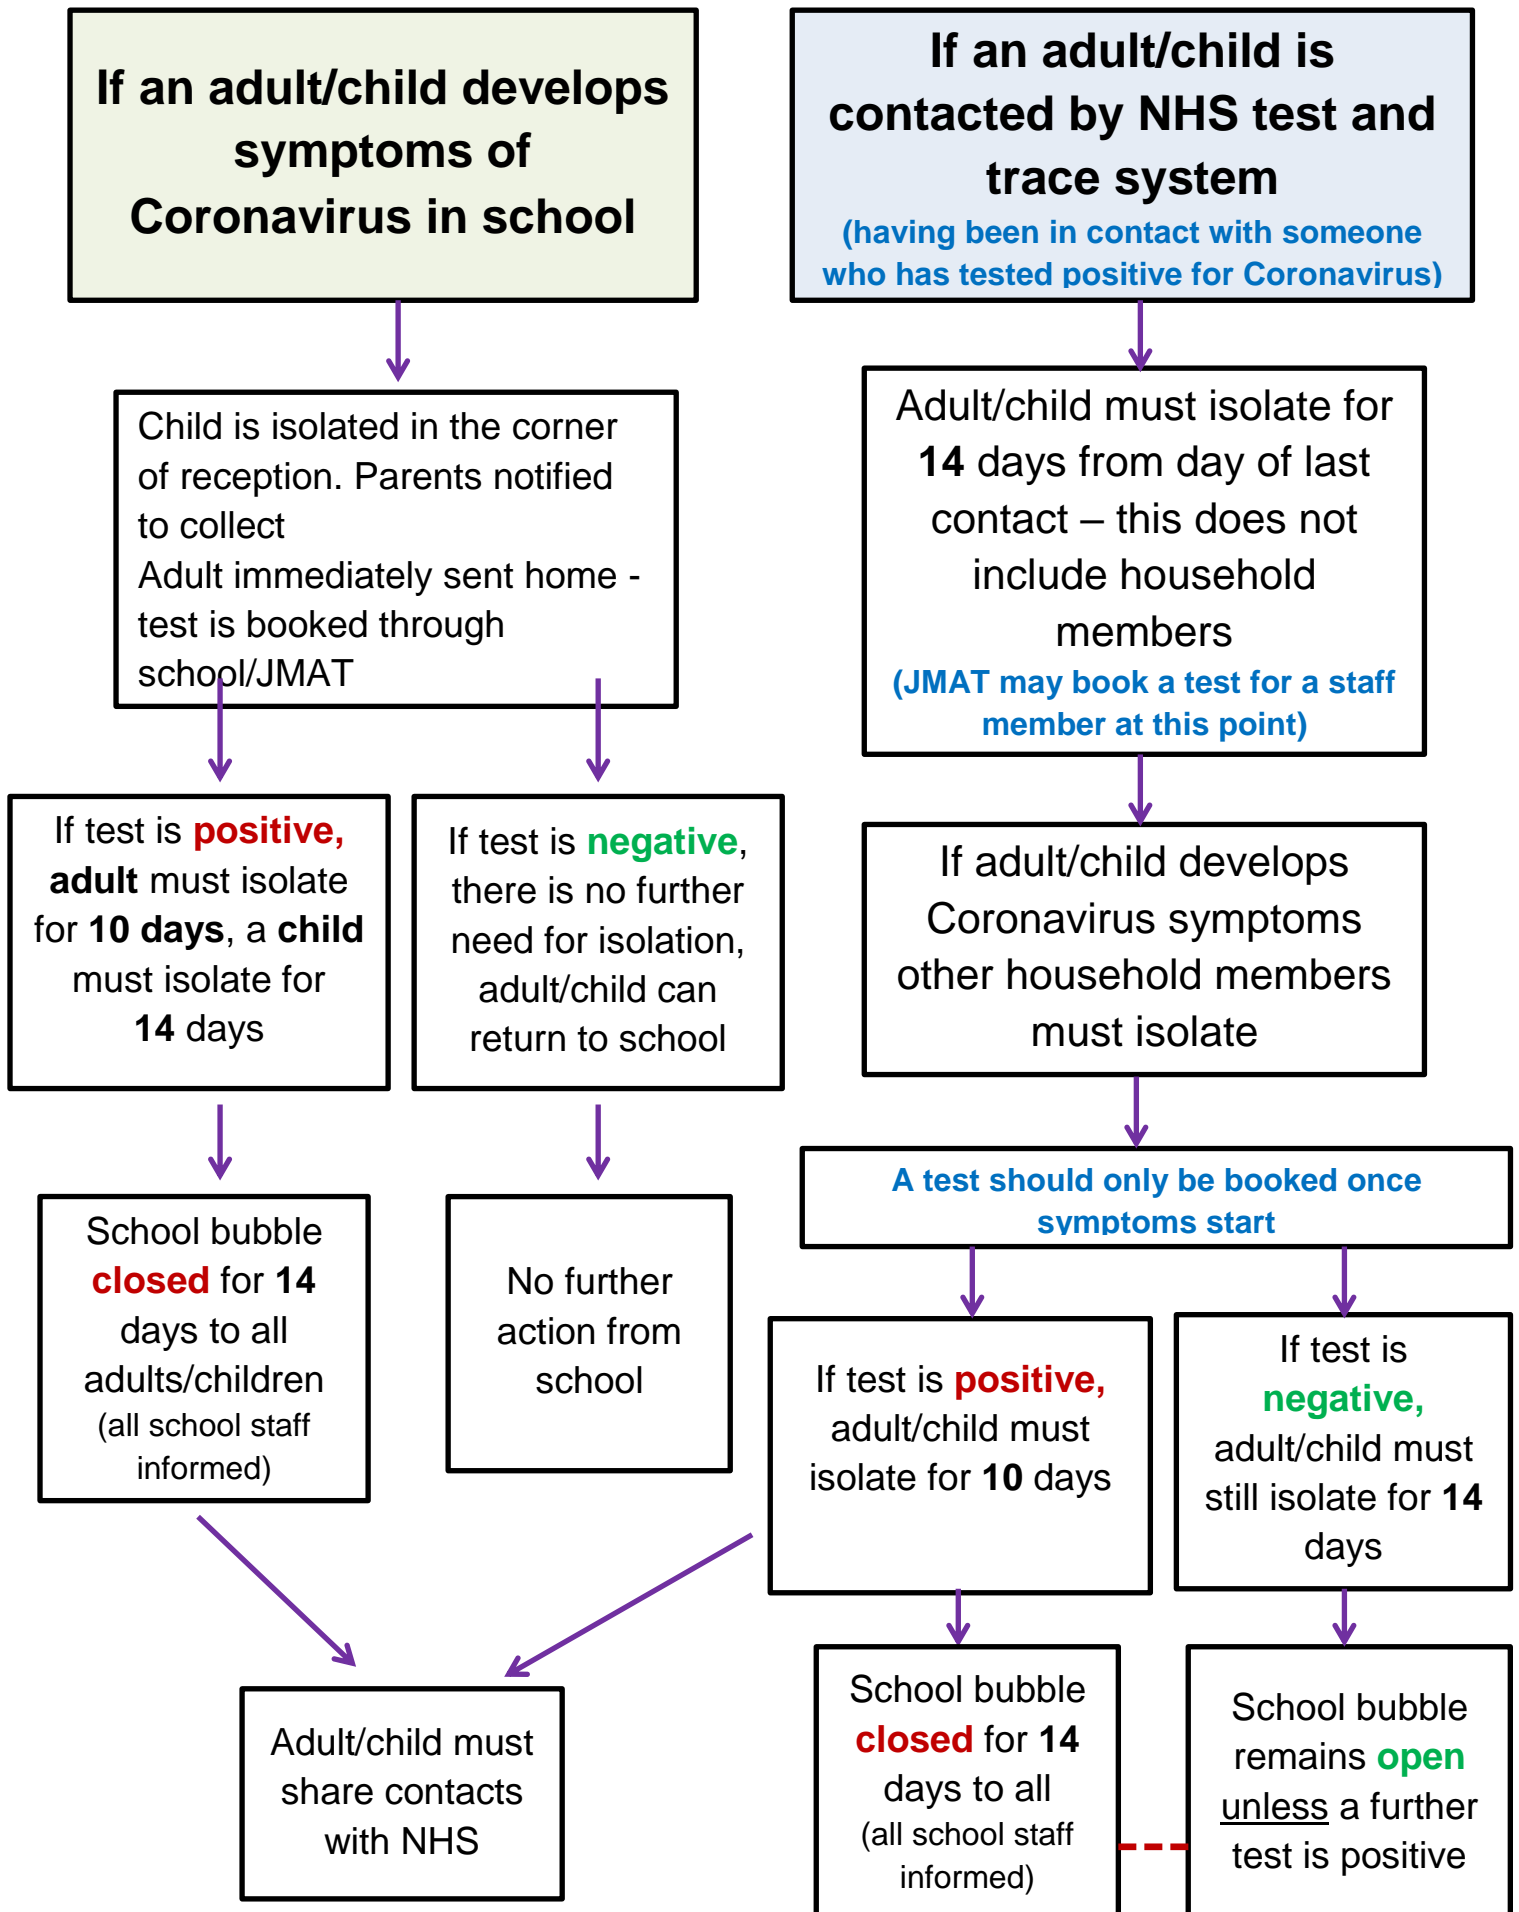 If an adult/child develops
symptoms of
Coronavirus in school
If an adult/child is
contacted by NHS test and
trace system
(having been in contact with someone
who has tested positive for Coronavirus)
Child is isolated in the corner
of reception. Parents notified
to collect
Adult immediately sent home -
test is booked through
school/JMAT
Adult/child must isolate for
14 days from day of last
contact – this does not
include household
members
(JMAT may book a test for a staff
member at this point)
If test is positive,
adult must isolate
for 10 days, a child
must isolate for
14 days
If test is negative,
there is no further
need for isolation,
adult/child can
return to school
If adult/child develops
Coronavirus symptoms
other household members
must isolate
A test should only be booked once
symptoms start
School bubble
closed for 14
days to all
adults/children
(all school staff
informed)
No further
action from
school
If test is positive,
adult/child must
isolate for 10 days
If test is
negative,
adult/child must
still isolate for 14
days
Adult/child must
share contacts
with NHS
School bubble
closed for 14
days to all
(all school staff
informed)
School bubble
remains open
unless a further
test is positive